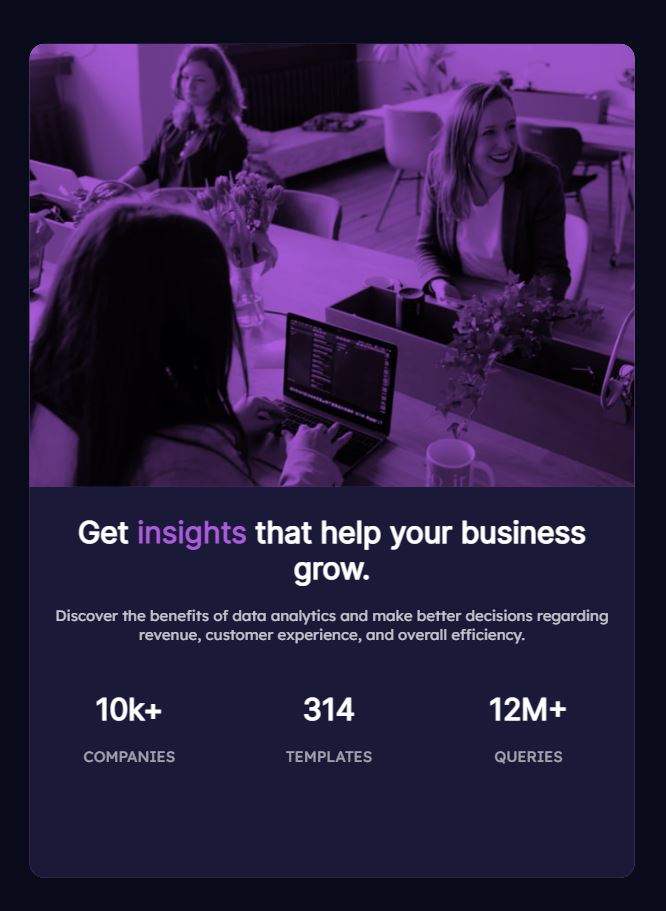 Get insights that help your business
grow.
Discover the benefits of data analytics and make better decisions regarding
revenue, customer experience, and overall efficiency.
10k+ 314 12M+
COMPANIES TEMPLATES QUERIES